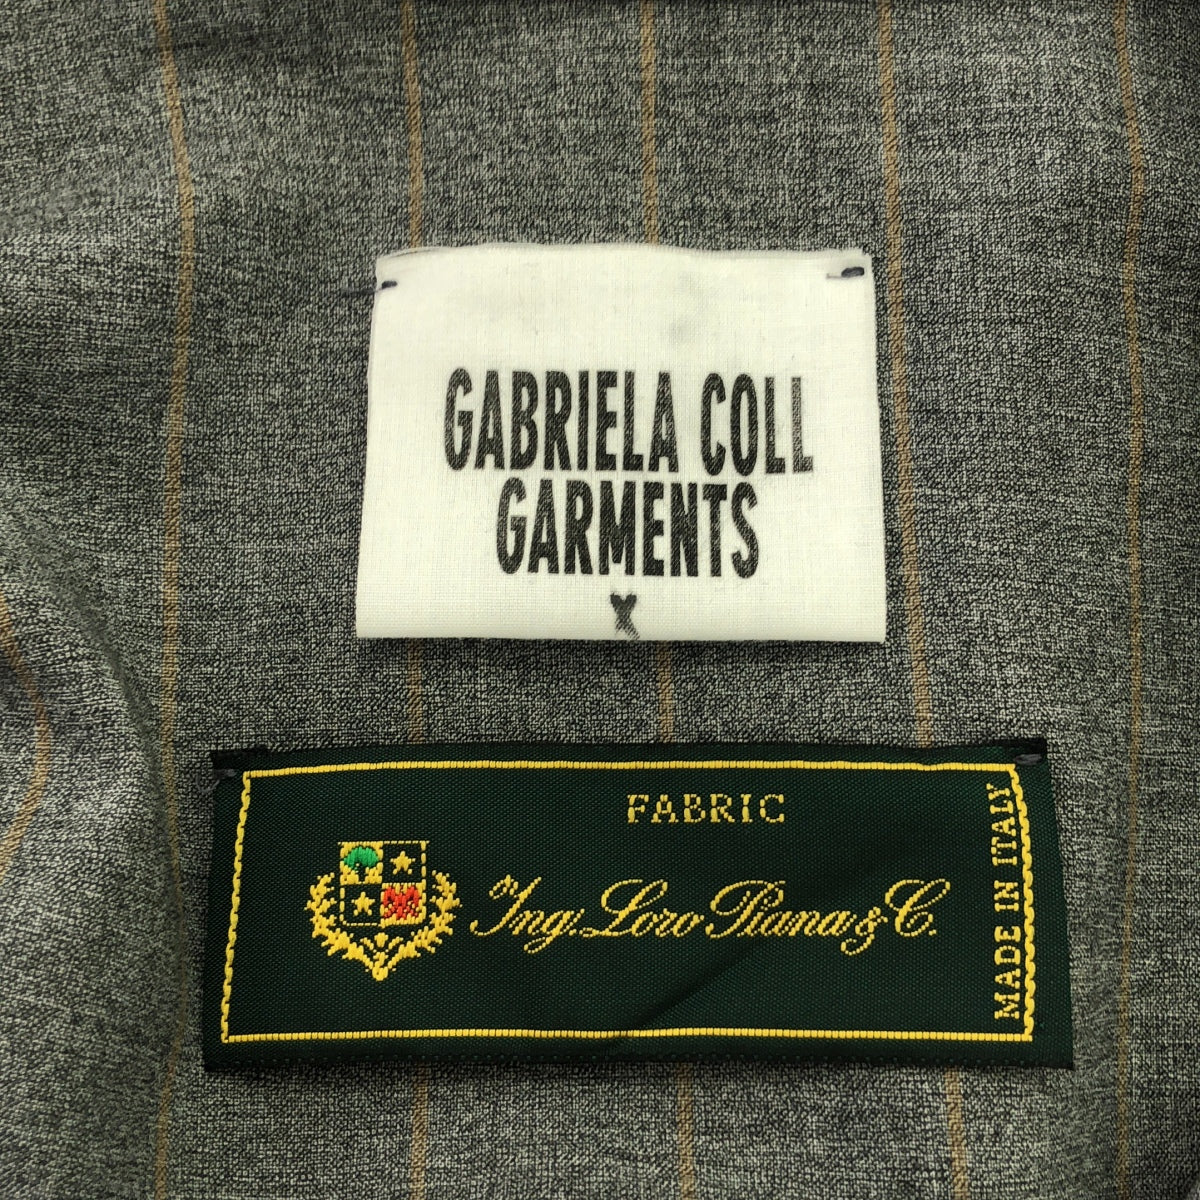 GABRIELA COLL
GARMENTS
X
FABRIC
Ing. Loro Piana & C.
MADE IN ITALY